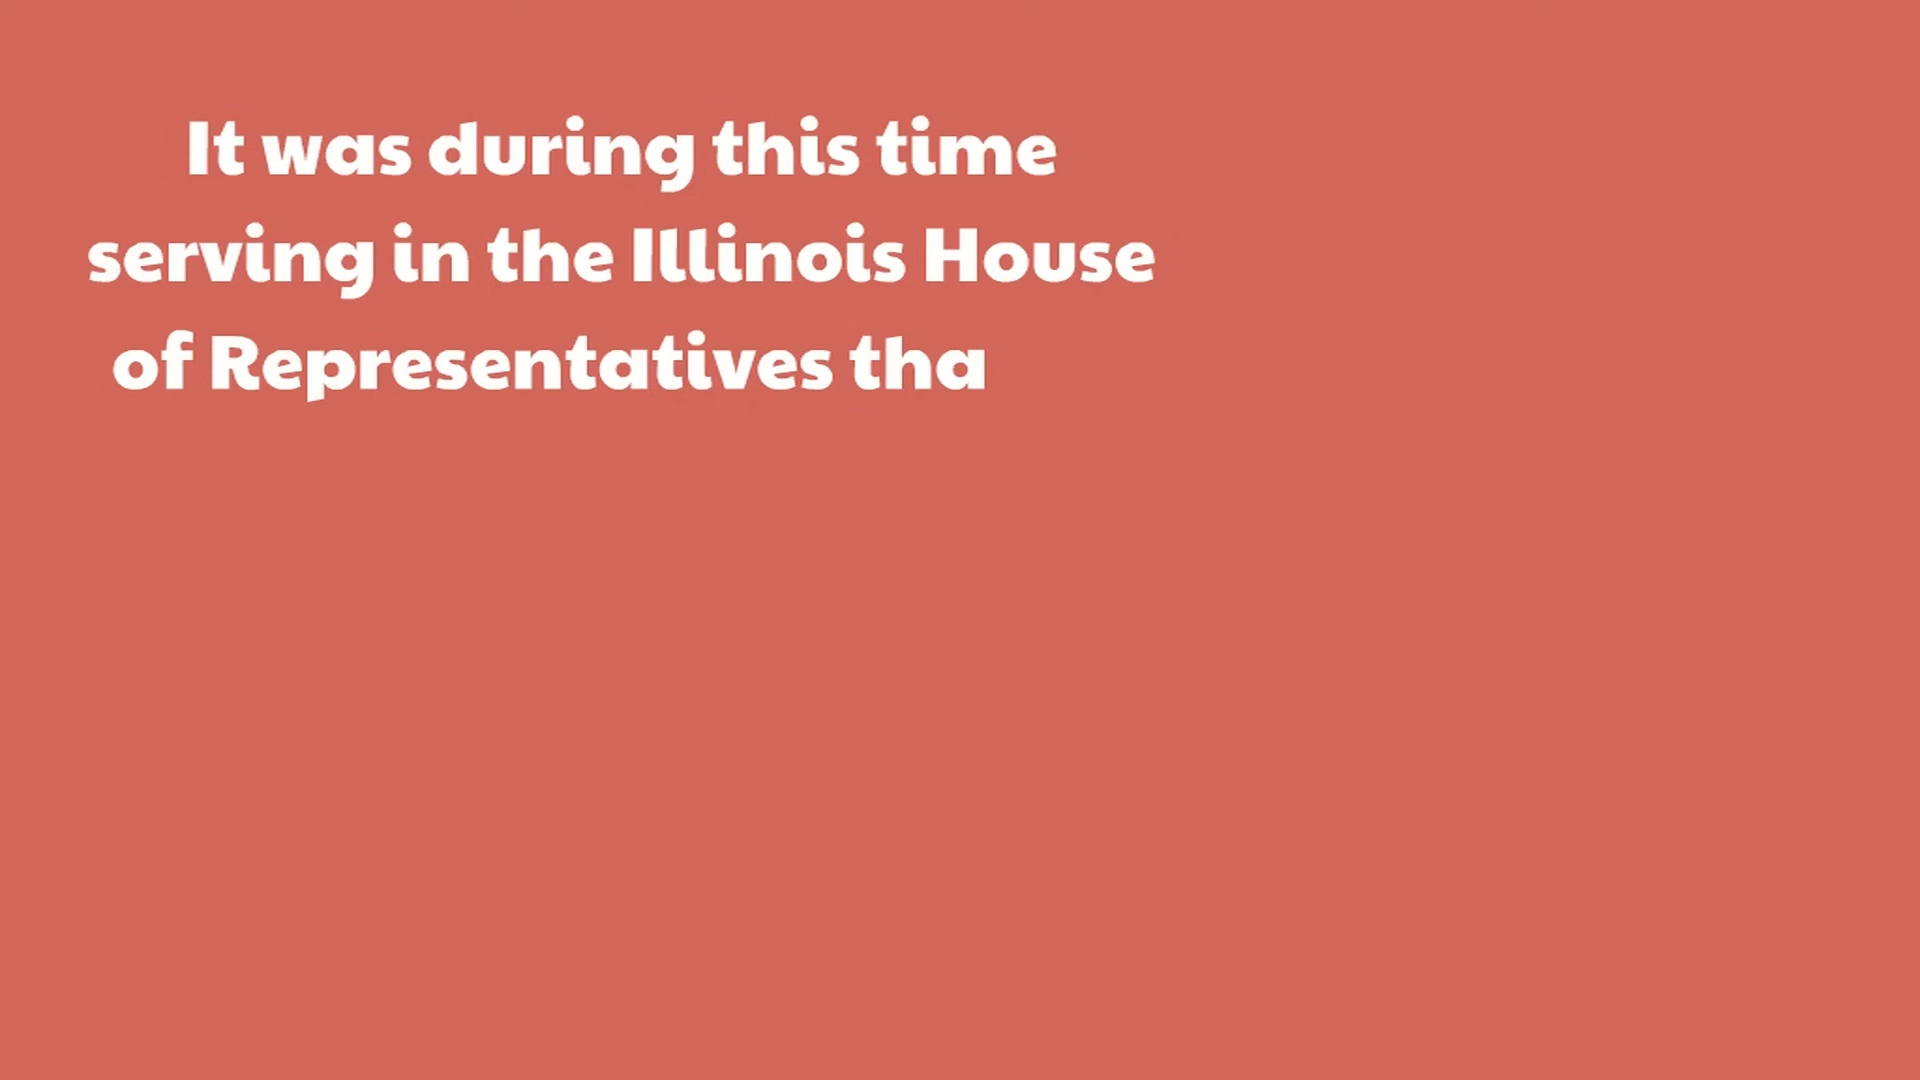 It was during this time
serving in the Illinois House
of Representatives tha